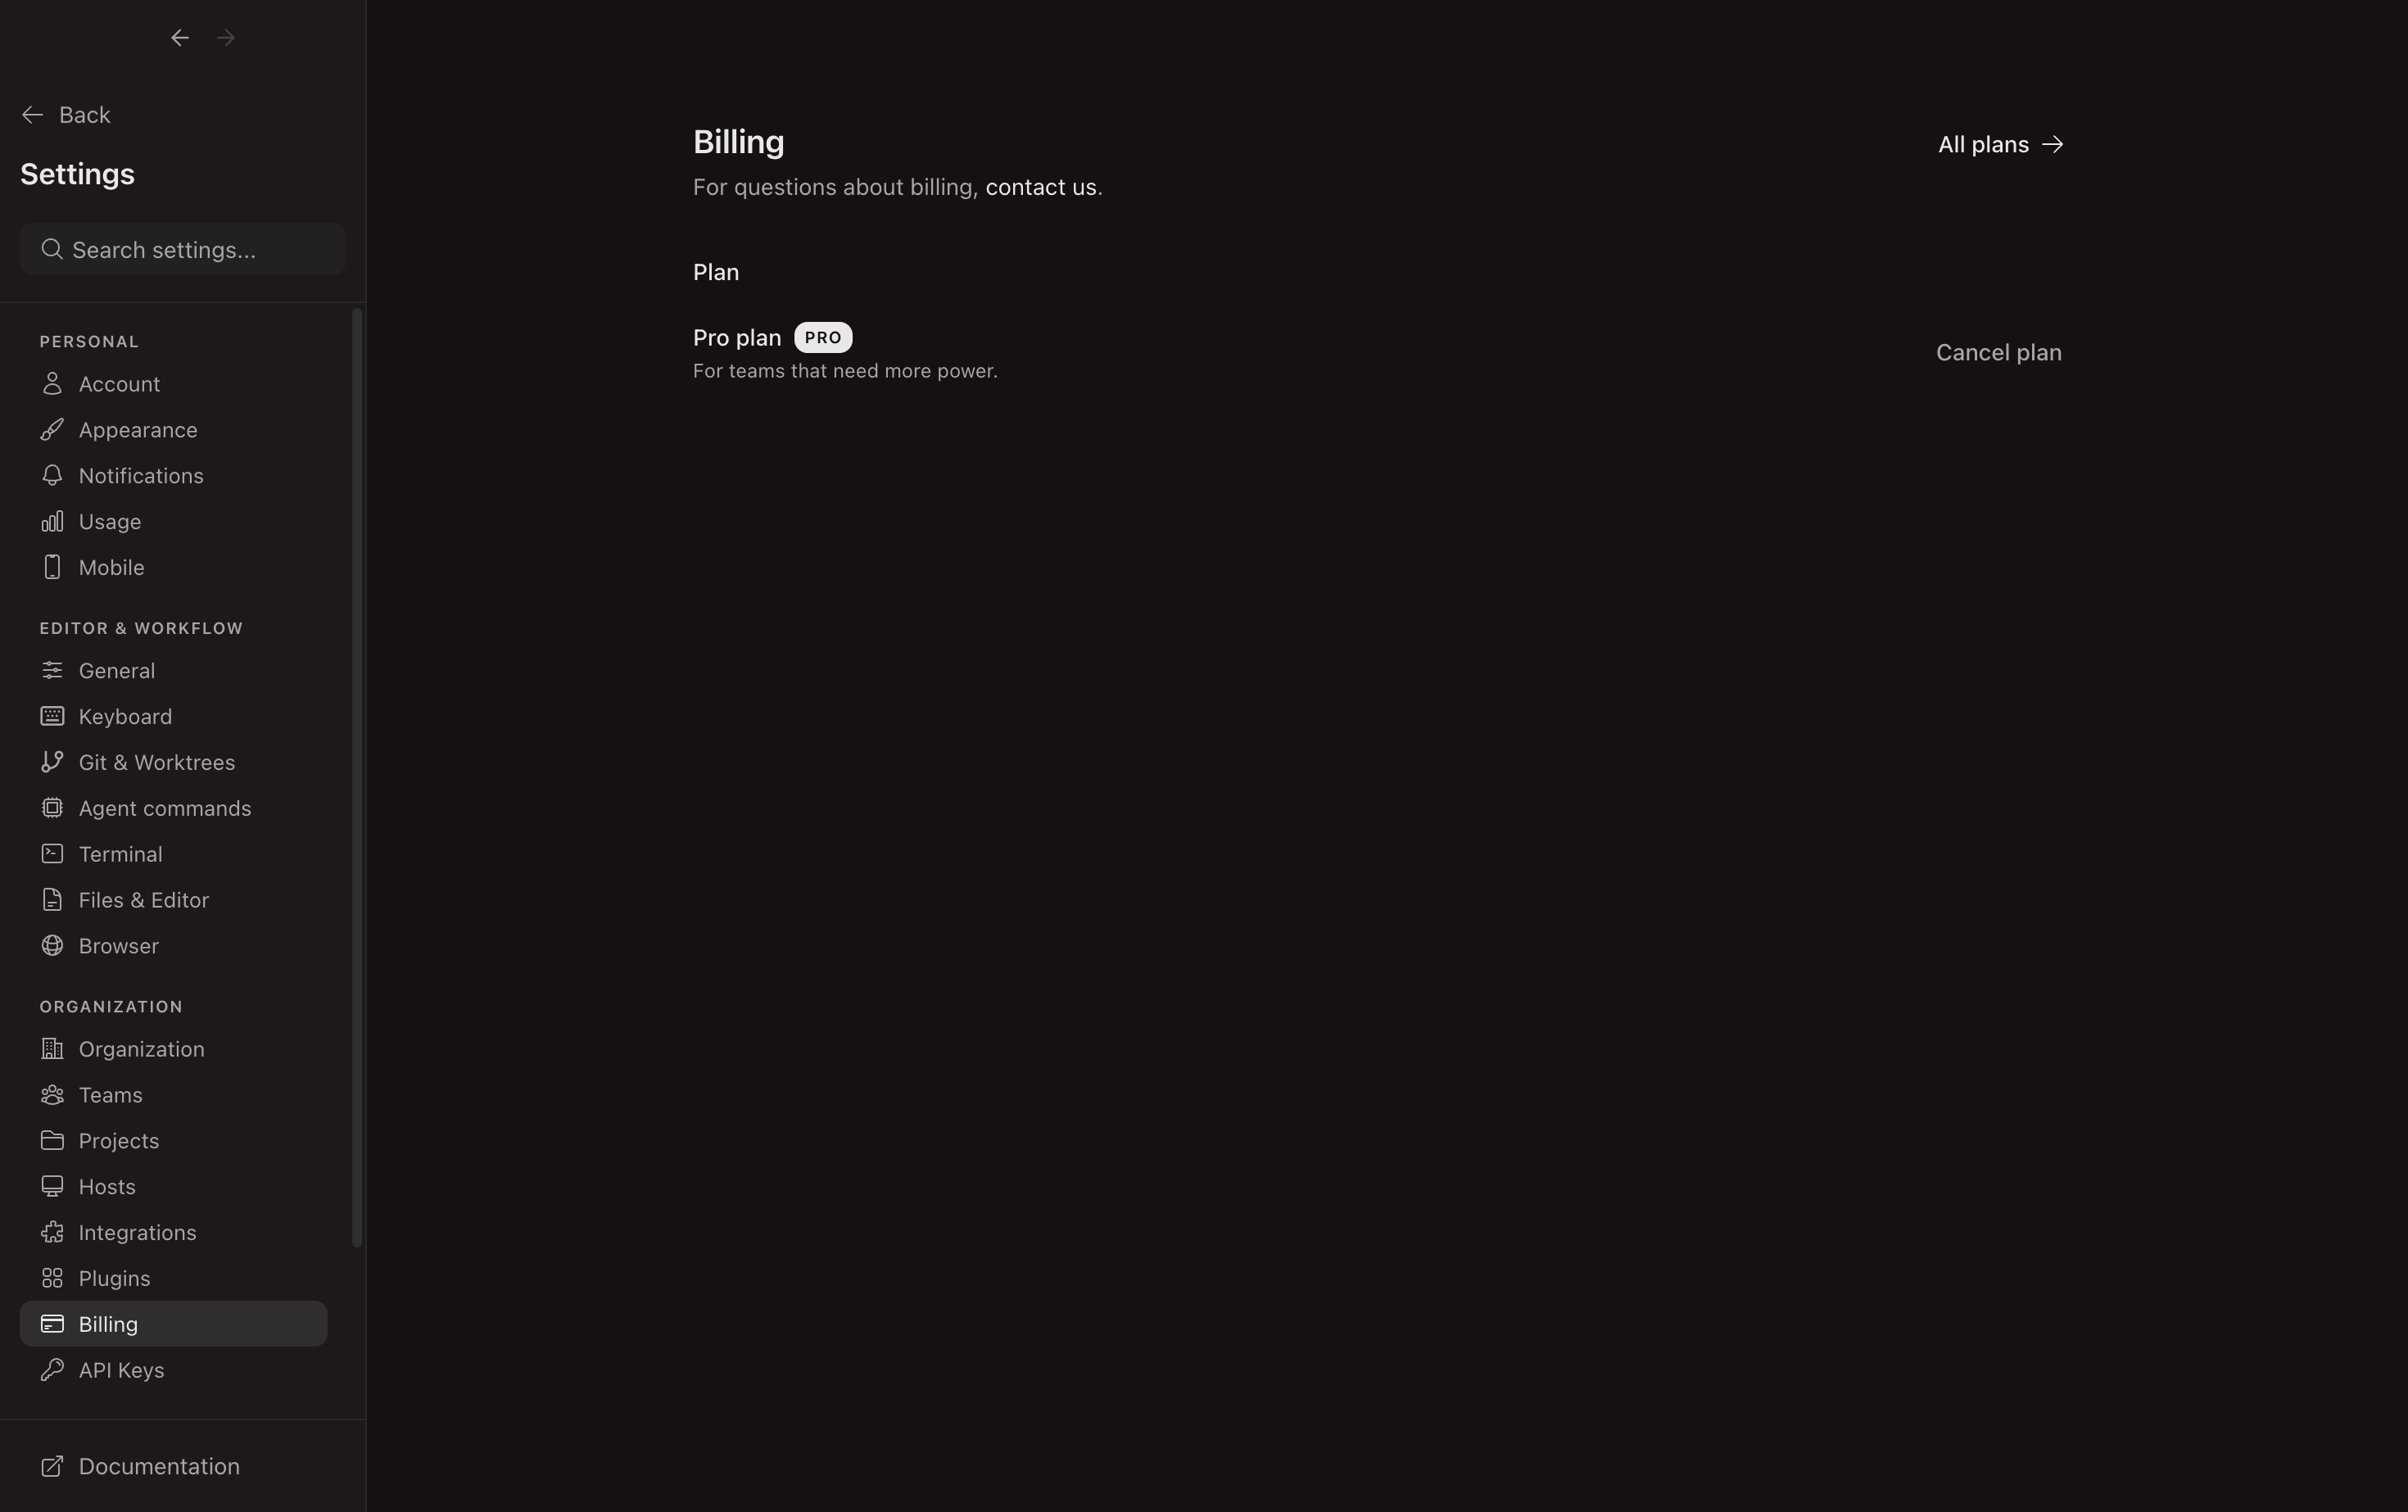 Back
Settings
Search settings...
PERSONAL
Account
Appearance
Notifications
Usage
Mobile
EDITOR & WORKFLOW
General
Keyboard
Git & Worktrees
Agent commands
Terminal
Files & Editor
Browser
ORGANIZATION
Organization
Teams
Projects
Hosts
Integrations
Plugins
Billing
API Keys
Documentation
Billing
All plans
For questions about billing, contact us.
Plan
Pro plan PRO
For teams that need more power.
Cancel plan